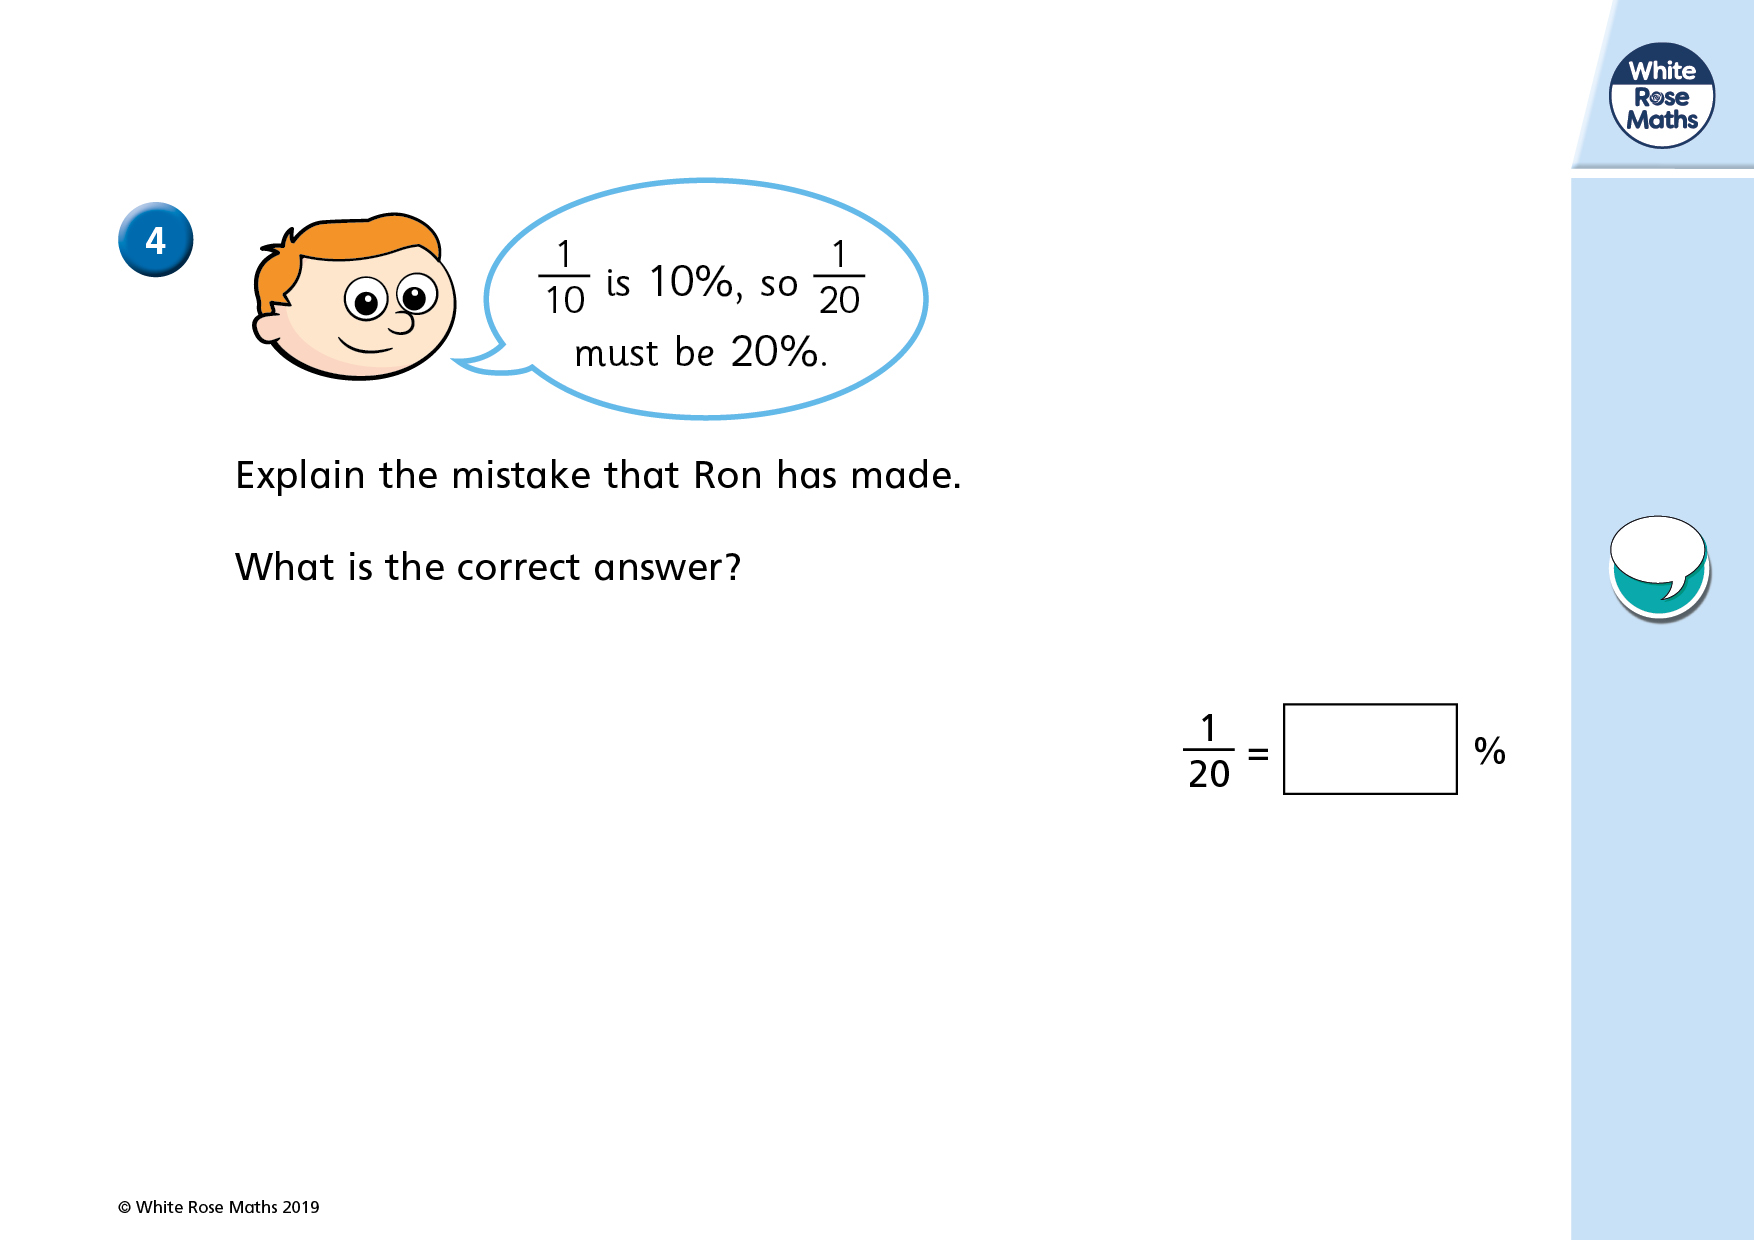 White
Rose
Maths
4
1/10 is 10%, so 1/20
must be 20%.
Explain the mistake that Ron has made.
What is the correct answer?
1/20 = %
© White Rose Maths 2019